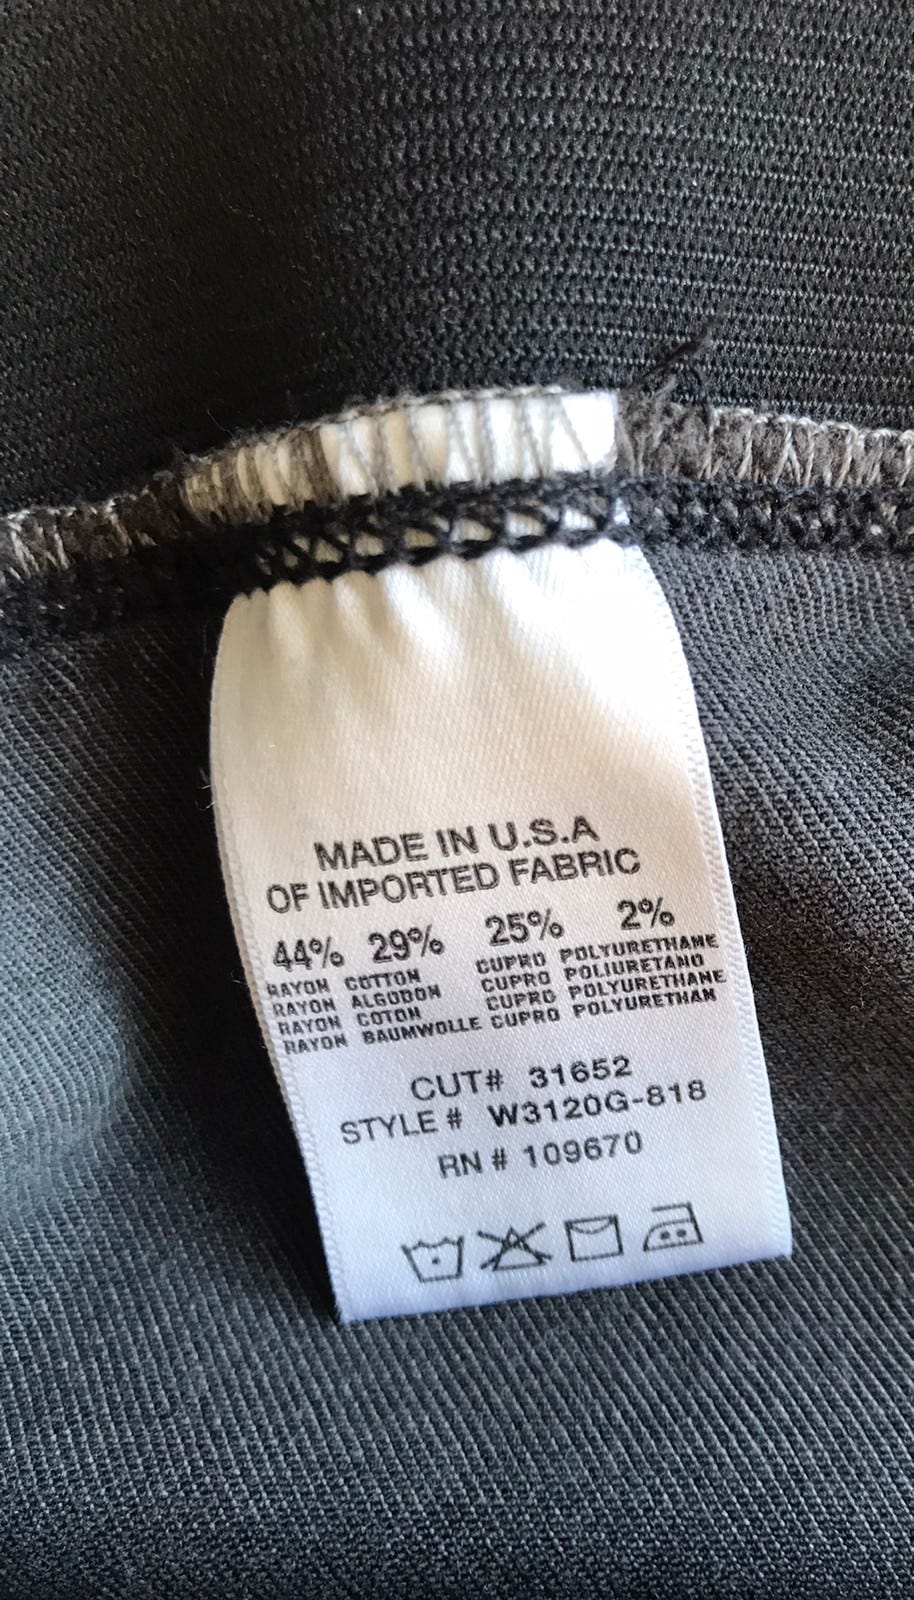 MADE IN U.S.A
OF IMPORTED FABRIC
44% 29% 25% 2%
RAYON COTTON CUPRO POLYURETHANE
RAYON ALGODON CUPRO POLIURETANO
RAYON COTON CUPRO POLYURETHANE
RAYON BAUMWOLLE CUPRO POLYURETHAN
CUT# 31652
STYLE # W3120G-818
RN # 109670